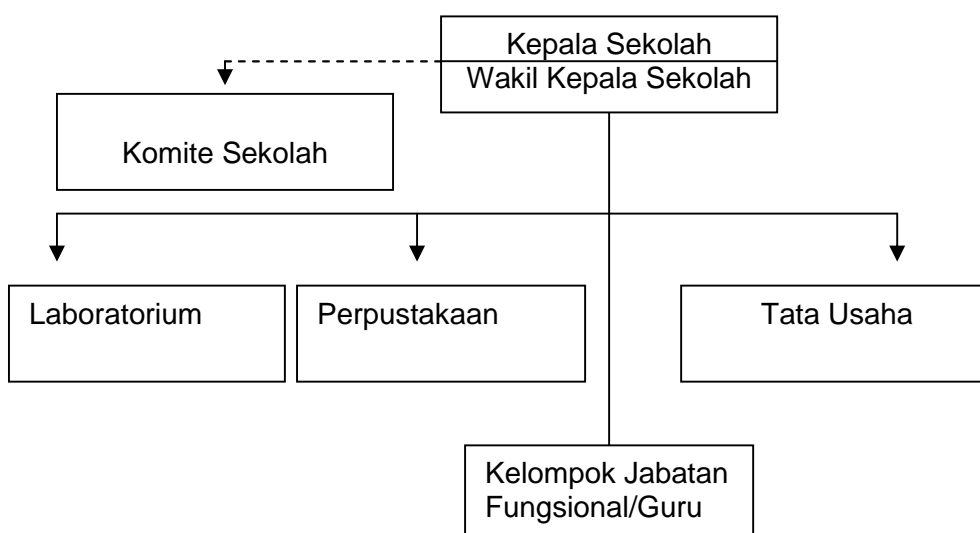 Kepala Sekolah
Wakil Kepala Sekolah
Komite Sekolah
Laboratorium
Perpustakaan
Tata Usaha
Kelompok Jabatan
Fungsional/Guru